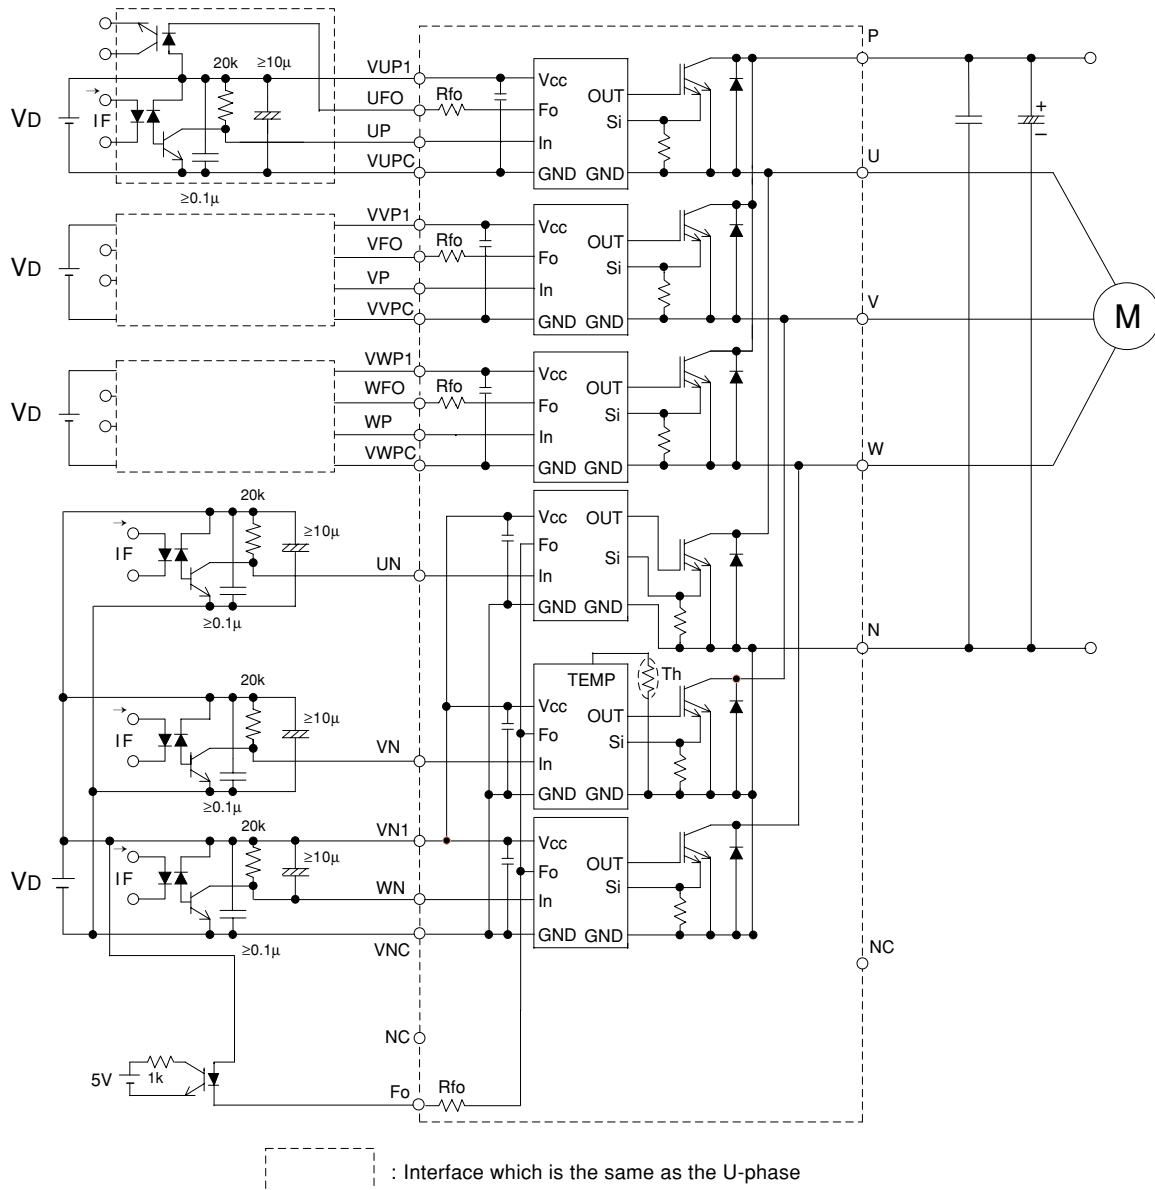 P
20k ≥10μ VUP1 Vcc
UFO Rfo OUT
VD IF Fo Si + –
UP In
VUPC GND GND U
≥0.1μ
VVP1 Vcc
VFO Rfo OUT
VD Fo Si
VP In
VVPC GND GND V
M
VWP1 Vcc
WFO Rfo OUT
VD Fo Si
WP In
VWPC GND GND W
20k
≥10μ Vcc OUT
IF Fo Si
UN In
≥0.1μ GND GND
N
20k TEMP Th
≥10μ Vcc
IF OUT
VN Fo Si
In
≥0.1μ GND GND
20k VN1 Vcc
≥10μ OUT
VD IF Fo Si
WN In
≥0.1μ VNC GND GND
NC
NC
5V 1k
Fo Rfo
: Interface which is the same as the U-phase